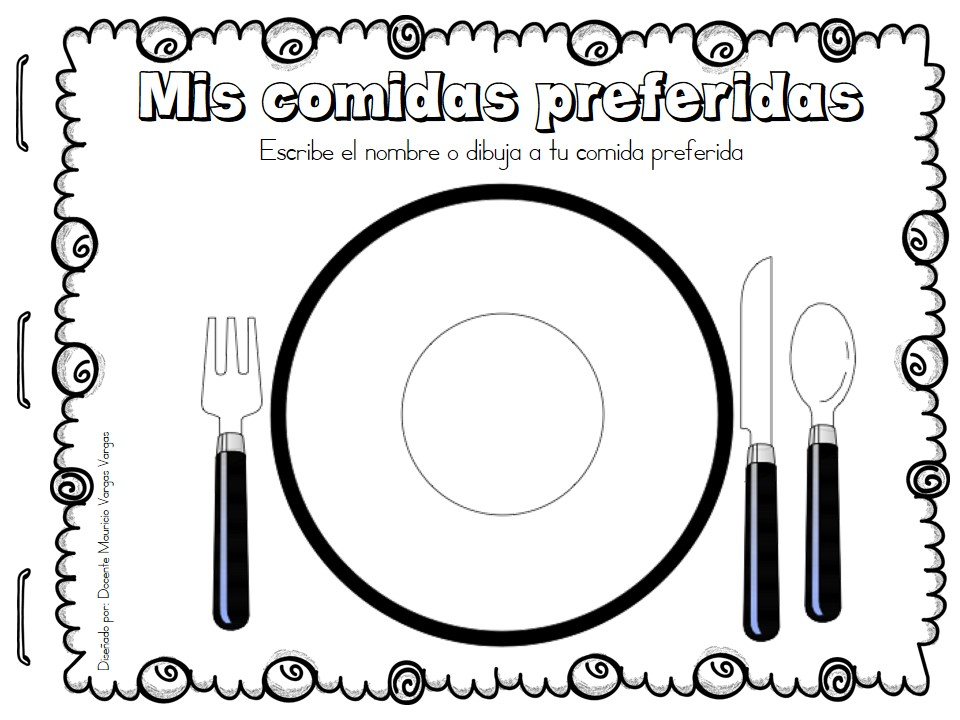 Mis comidas preferidas
Escribe el nombre o dibuja a tu comida preferida
Diseñado por: Docente Mauricio Vargas Vargas